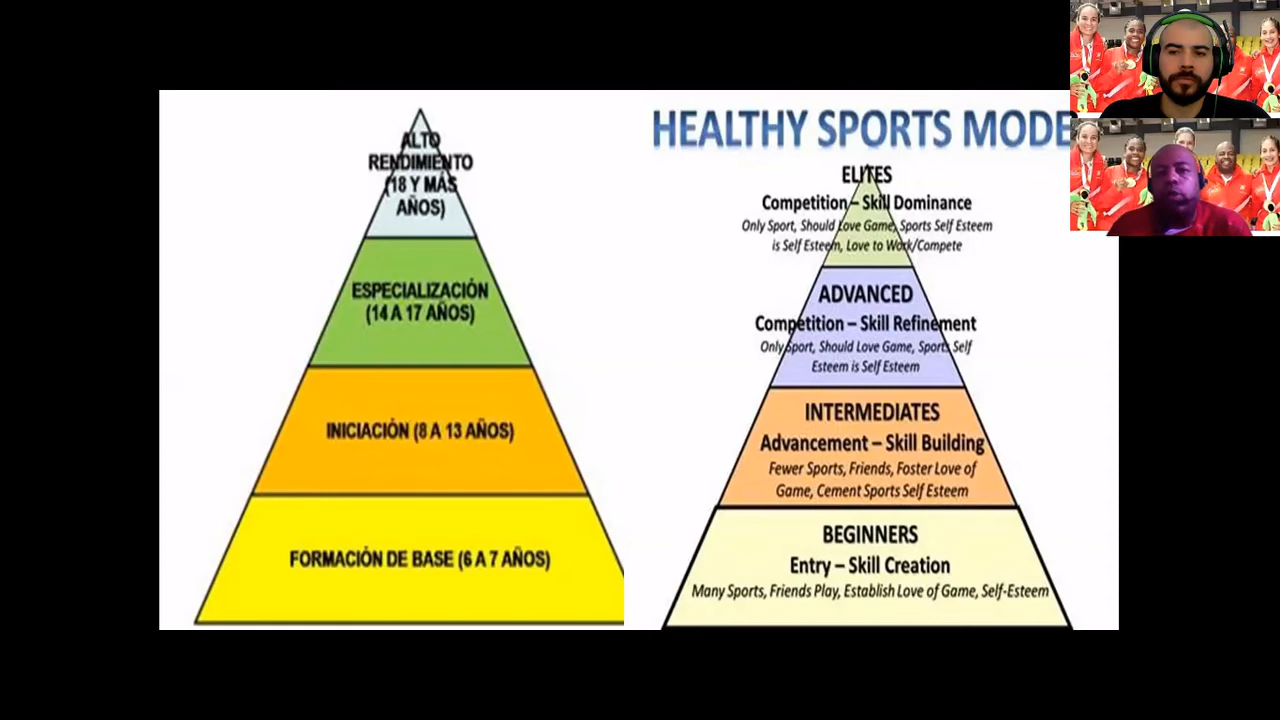 ALTO
RENDIMIENTO
(18 Y MÁS
AÑOS)
ESPECIALIZACIÓN
(14 A 17 AÑOS)
INICIACIÓN (8 A 13 AÑOS)
FORMACIÓN DE BASE (6 A 7 AÑOS)
HEALTHY SPORTS MODE
ELITES
Competition – Skill Dominance
Only Sport, Should Love Game, Sports Self Esteem
is Self Esteem, Love to Work/Compete
ADVANCED
Competition – Skill Refinement
Only Sport, Should Love Game, Sports Self
Esteem is Self Esteem
INTERMEDIATES
Advancement – Skill Building
Fewer Sports, Friends, Foster Love of
Game, Cement Sports Self Esteem
BEGINNERS
Entry – Skill Creation
Many Sports, Friends Play, Establish Love of Game, Self-Esteem